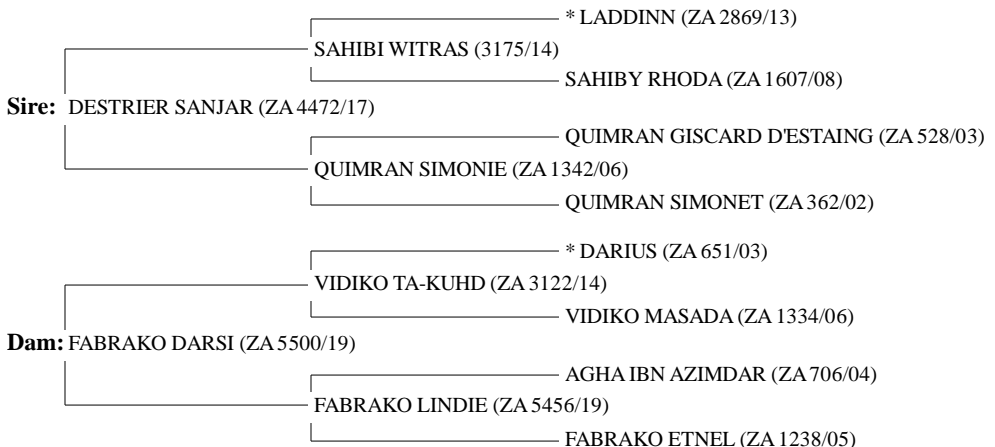 * LADDINN (ZA 2869/13)
SAHIBI WITRAS (3175/14)
SAHIBY RHODA (ZA 1607/08)
Sire: DESTRIER SANJAR (ZA 4472/17)
QUIMRAN GISCARD D'ESTAING (ZA 528/03)
QUIMRAN SIMONIE (ZA 1342/06)
QUIMRAN SIMONET (ZA 362/02)
* DARIUS (ZA 651/03)
VIDIKO TA-KUHD (ZA 3122/14)
VIDIKO MASADA (ZA 1334/06)
Dam: FABRAKO DARSI (ZA 5500/19)
AGHA IBN AZIMDAR (ZA 706/04)
FABRAKO LINDIE (ZA 5456/19)
FABRAKO ETNEL (ZA 1238/05)